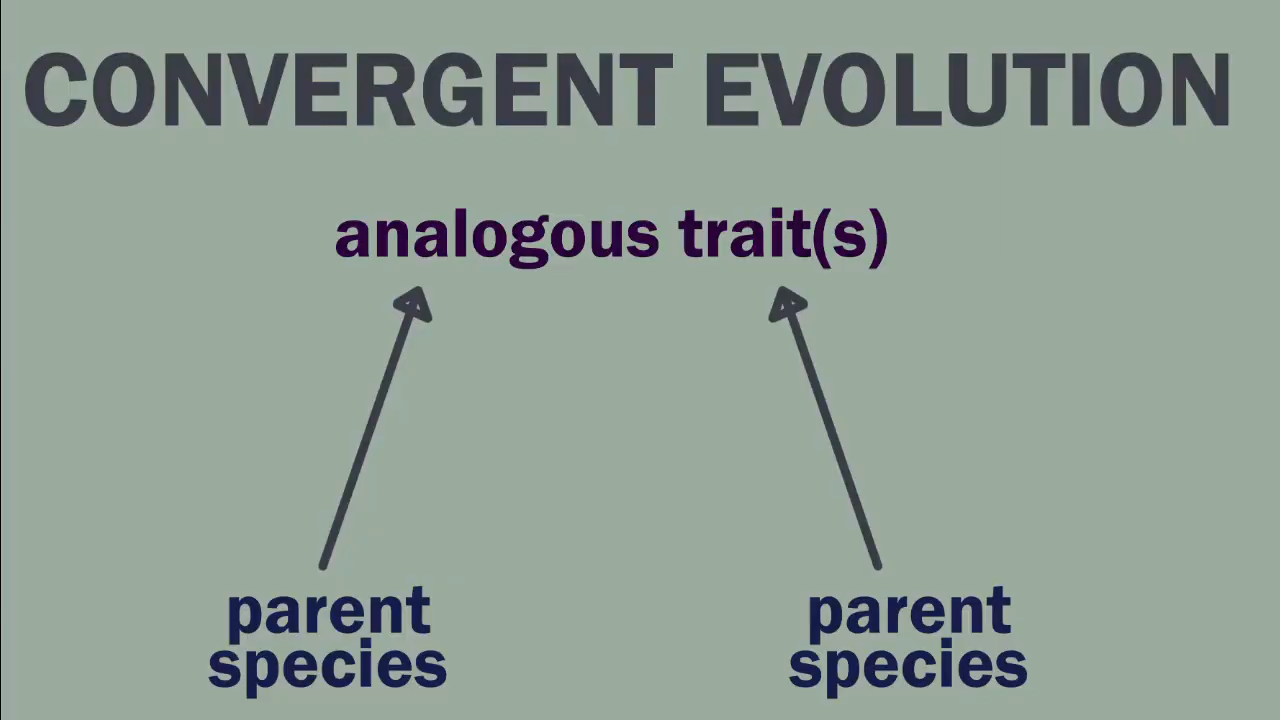 CONVERGENT EVOLUTION
analogous trait(s)
parent
species
parent
species